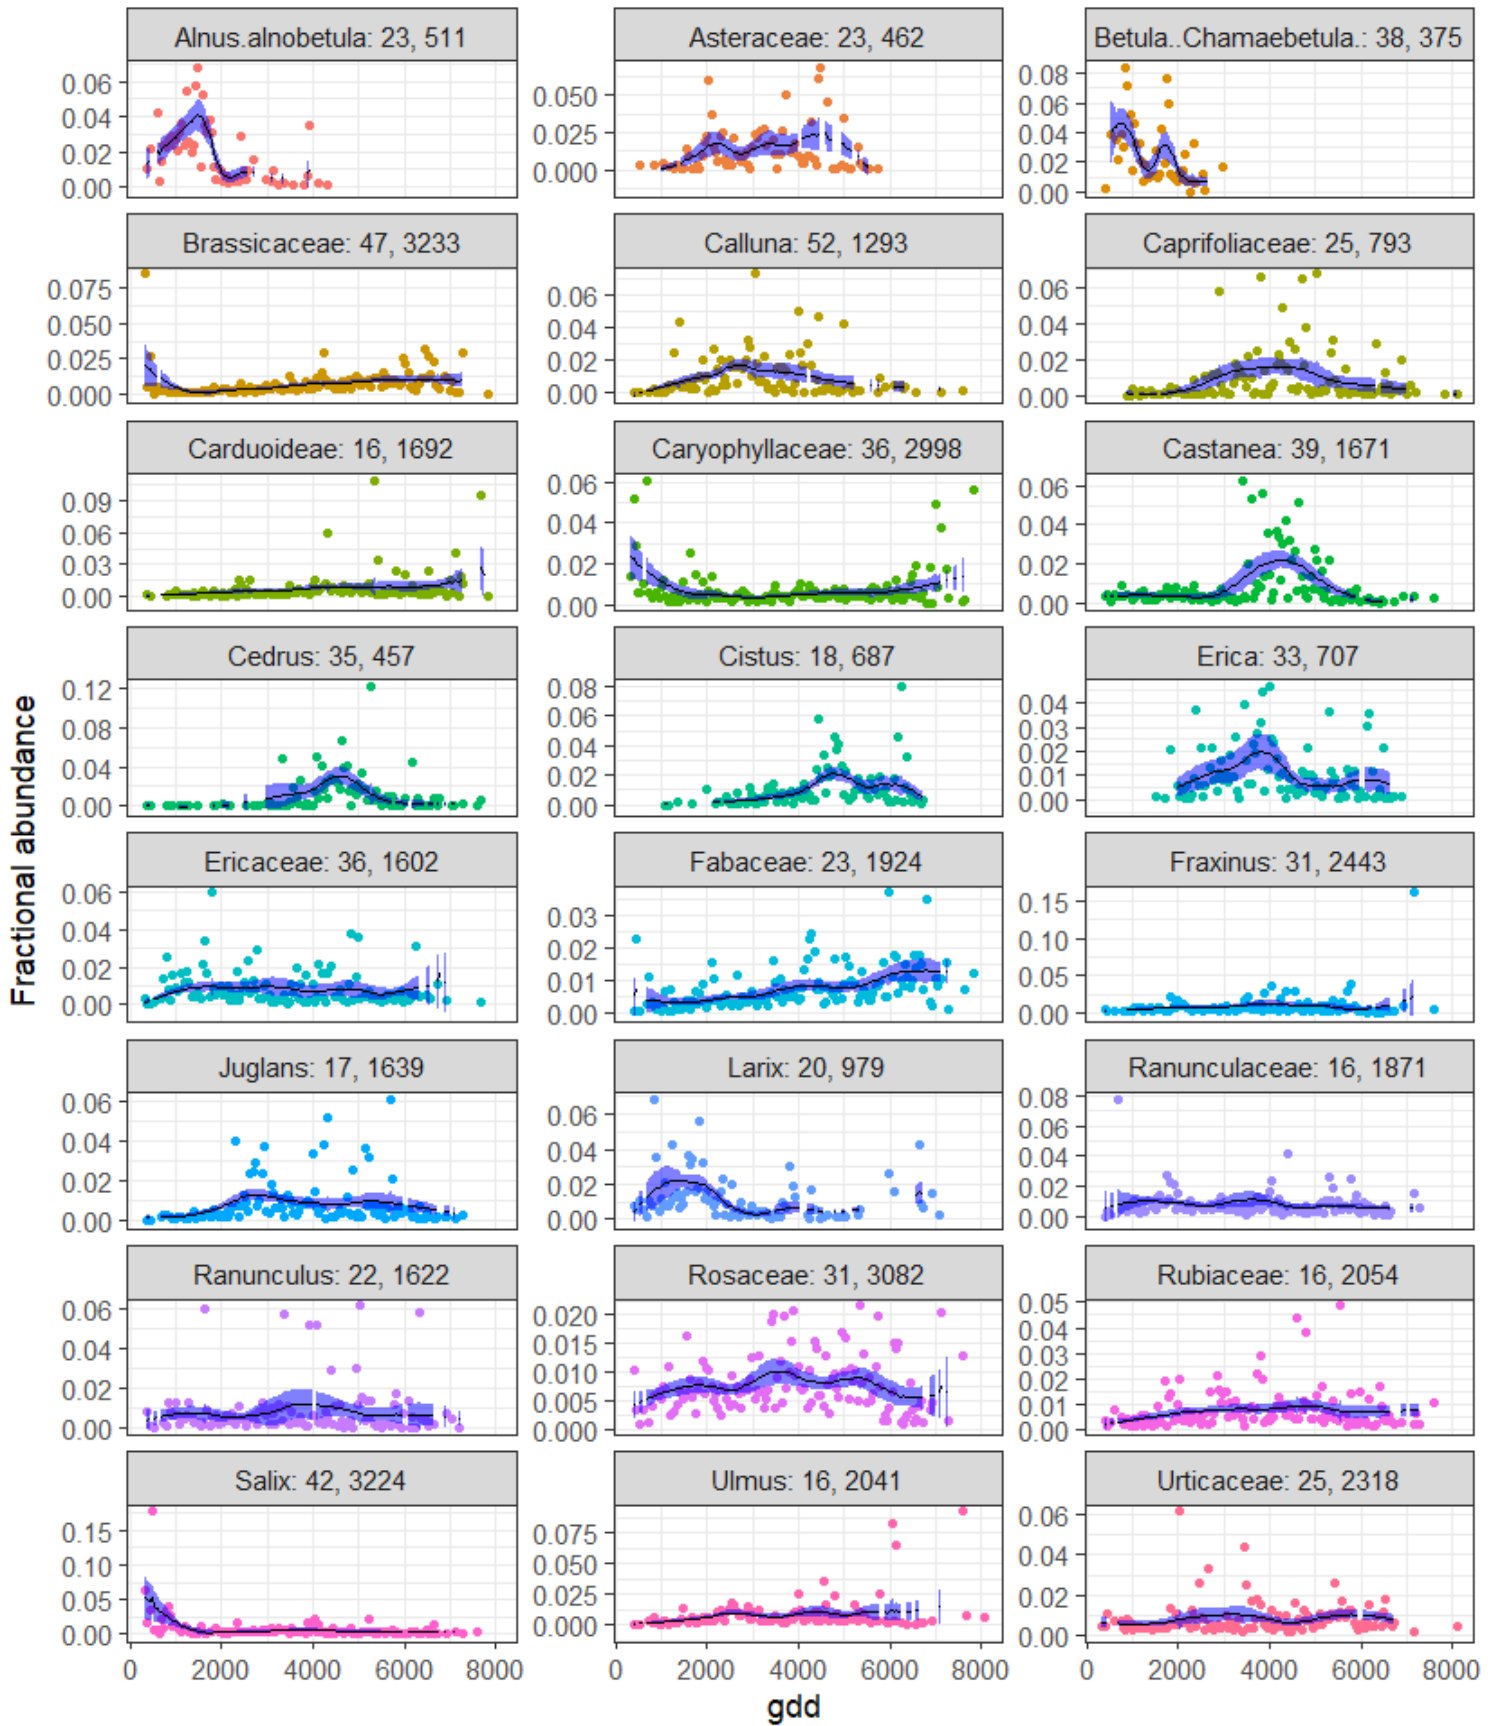 Alnus.alnobetula: 23, 511 Asteraceae: 23, 462 Betula..Chamaebetula.: 38, 375
0.06 0.04 0.02 0.00
0.050 0.025 0.000
0.08 0.06 0.04 0.02 0.00
Brassicaceae: 47, 3233 Calluna: 52, 1293 Caprifoliaceae: 25, 793
0.075 0.050 0.025 0.000
0.06 0.04 0.02 0.00
0.06 0.04 0.02 0.00
Carduoideae: 16, 1692 Caryophyllaceae: 36, 2998 Castanea: 39, 1671
0.09 0.06 0.03 0.00
0.06 0.04 0.02 0.00
0.06 0.04 0.02 0.00
Cedrus: 35, 457 Cistus: 18, 687 Erica: 33, 707
0.12 0.08 0.04 0.00
0.08 0.06 0.04 0.02 0.00
0.04 0.03 0.02 0.01 0.00
Fractional abundance
Ericaceae: 36, 1602 Fabaceae: 23, 1924 Fraxinus: 31, 2443
0.06 0.04 0.02 0.00
0.03 0.02 0.01 0.00
0.15 0.10 0.05 0.00
Juglans: 17, 1639 Larix: 20, 979 Ranunculaceae: 16, 1871
0.06 0.04 0.02 0.00
0.06 0.04 0.02 0.00
0.08 0.06 0.04 0.02 0.00
Ranunculus: 22, 1622 Rosaceae: 31, 3082 Rubiaceae: 16, 2054
0.06 0.04 0.02 0.00
0.020 0.015 0.010 0.005 0.000
0.05 0.04 0.03 0.02 0.01 0.00
Salix: 42, 3224 Ulmus: 16, 2041 Urticaceae: 25, 2318
0.15 0.10 0.05 0.00
0.075 0.050 0.025 0.000
0.06 0.04 0.02 0.00
0 2000 4000 6000 8000 0 2000 4000 6000 8000 0 2000 4000 6000 8000
gdd